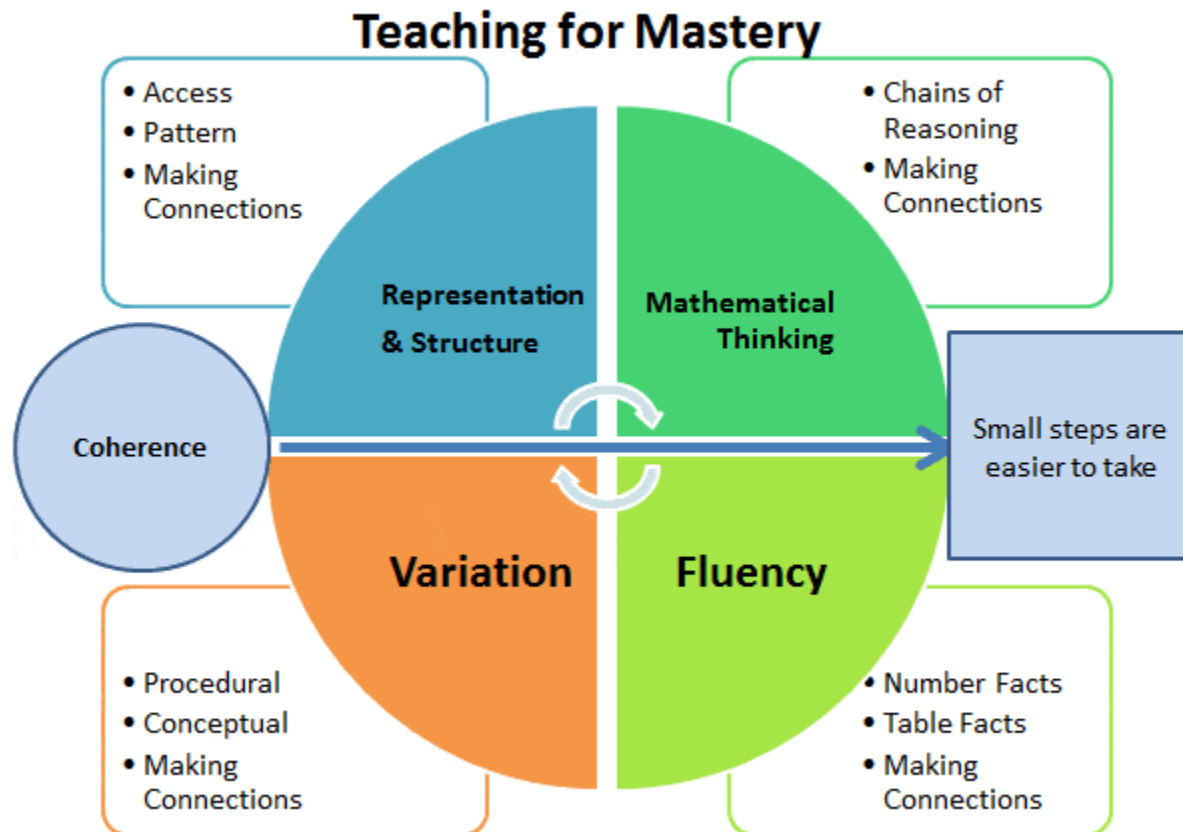 Teaching for Mastery
• Access
• Pattern
• Making
Connections
• Chains of
Reasoning
• Making
Connections
Representation
& Structure
Mathematical
Thinking
Coherence
Small steps are
easier to take
Variation
Fluency
• Procedural
• Conceptual
• Making
Connections
• Number Facts
• Table Facts
• Making
Connections